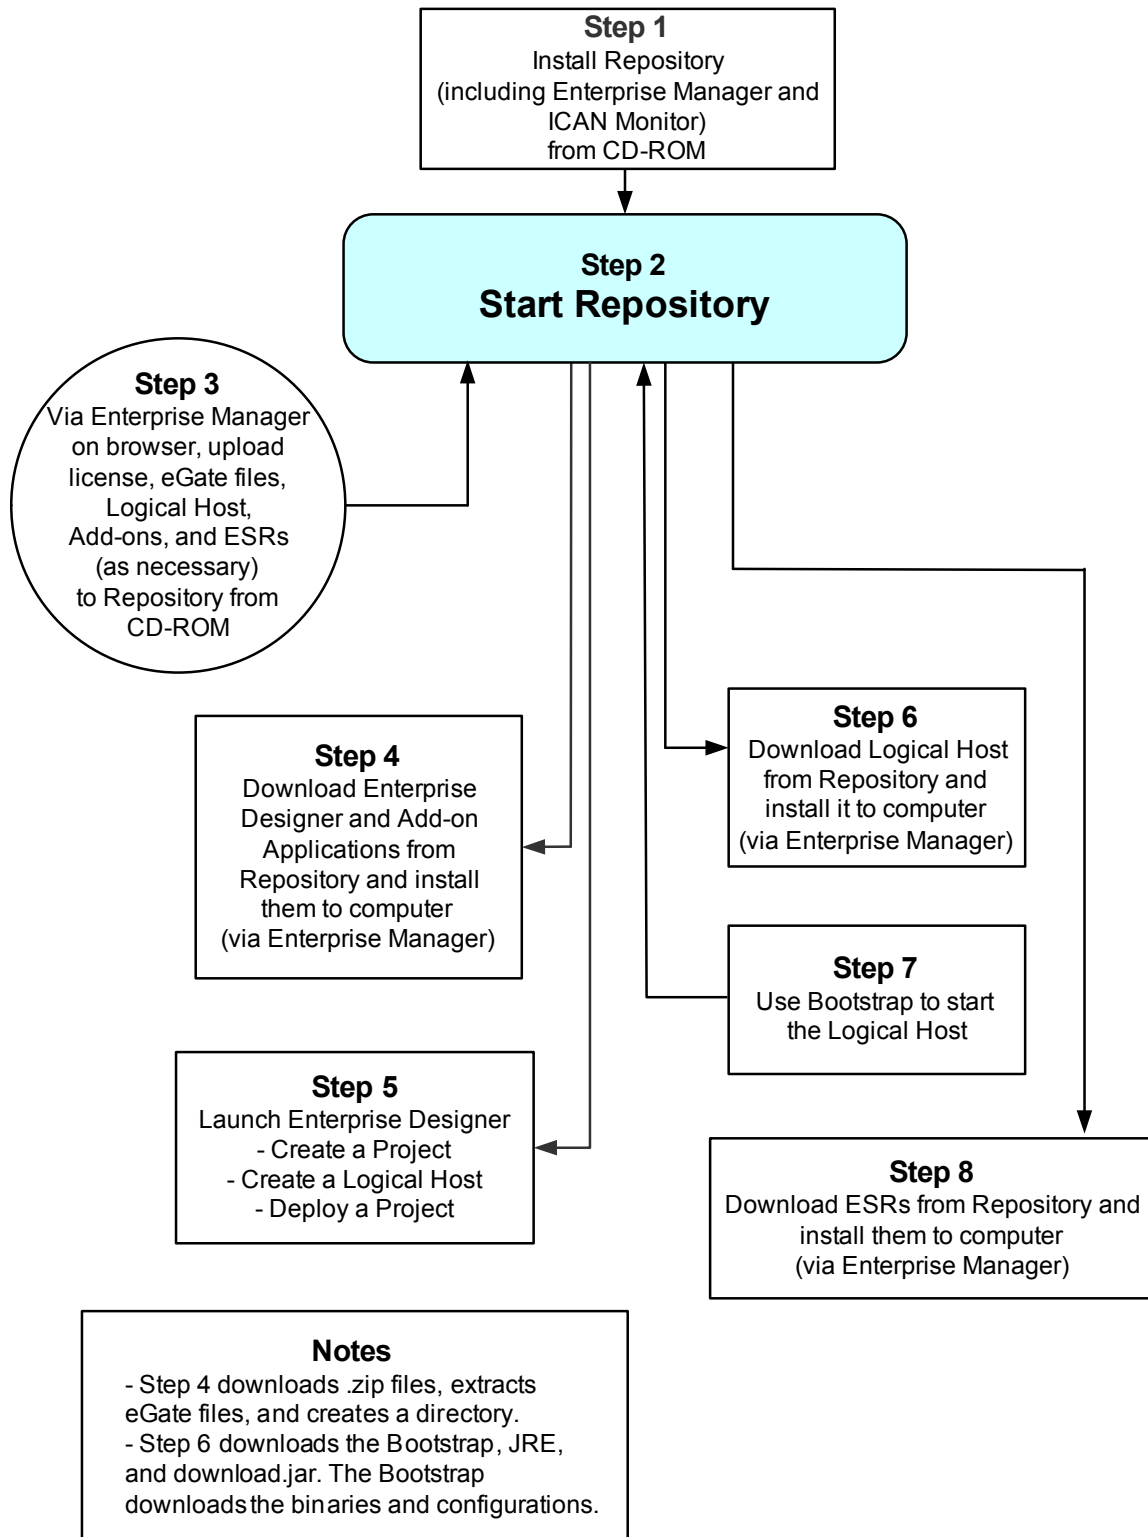 Step 1
Install Repository
(including Enterprise Manager and
ICAN Monitor)
from CD-ROM
Step 2
Start Repository
Step 3
Via Enterprise Manager
on browser, upload
license, eGate files,
Logical Host,
Add-ons, and ESRs
(as necessary)
to Repository from
CD-ROM
Step 4
Download Enterprise
Designer and Add-on
Applications from
Repository and install
them to computer
(via Enterprise Manager)
Step 5
Launch Enterprise Designer
- Create a Project
- Create a Logical Host
- Deploy a Project
Step 6
Download Logical Host
from Repository and
install it to computer
(via Enterprise Manager)
Step 7
Use Bootstrap to start
the Logical Host
Step 8
Download ESRs from Repository and
install them to computer
(via Enterprise Manager)
Notes
- Step 4 downloads .zip files, extracts
eGate files, and creates a directory.
- Step 6 downloads the Bootstrap, JRE,
and download.jar. The Bootstrap
downloads the binaries and configurations.